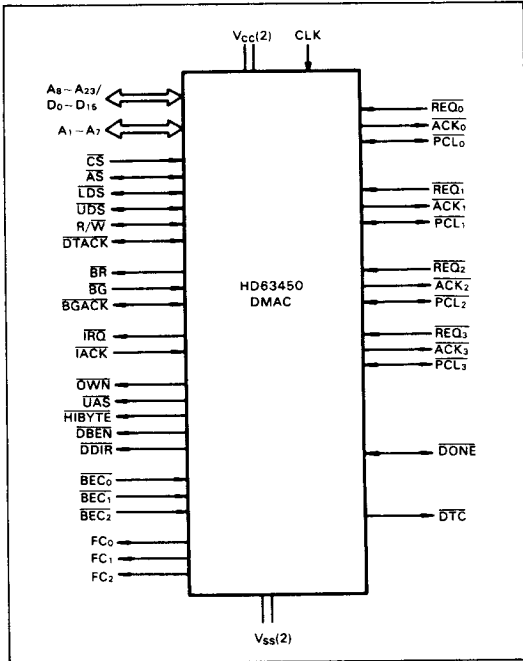 VCC(2) CLK
A8~A23/
D0~D15
A1~A7
CS
AS
LDS
UDS
R/W
DTACK
BR
BG
BGACK
IRQ
IACK
OWN
UAS
HIBYTE
DBEN
DDIR
BEC0
BEC1
BEC2
FC0
FC1
FC2
HD63450
DMAC
REQ0
ACK0
PCL0
REQ1
ACK1
PCL1
REQ2
ACK2
PCL2
REQ3
ACK3
PCL3
DONE
DTC
VSS(2)